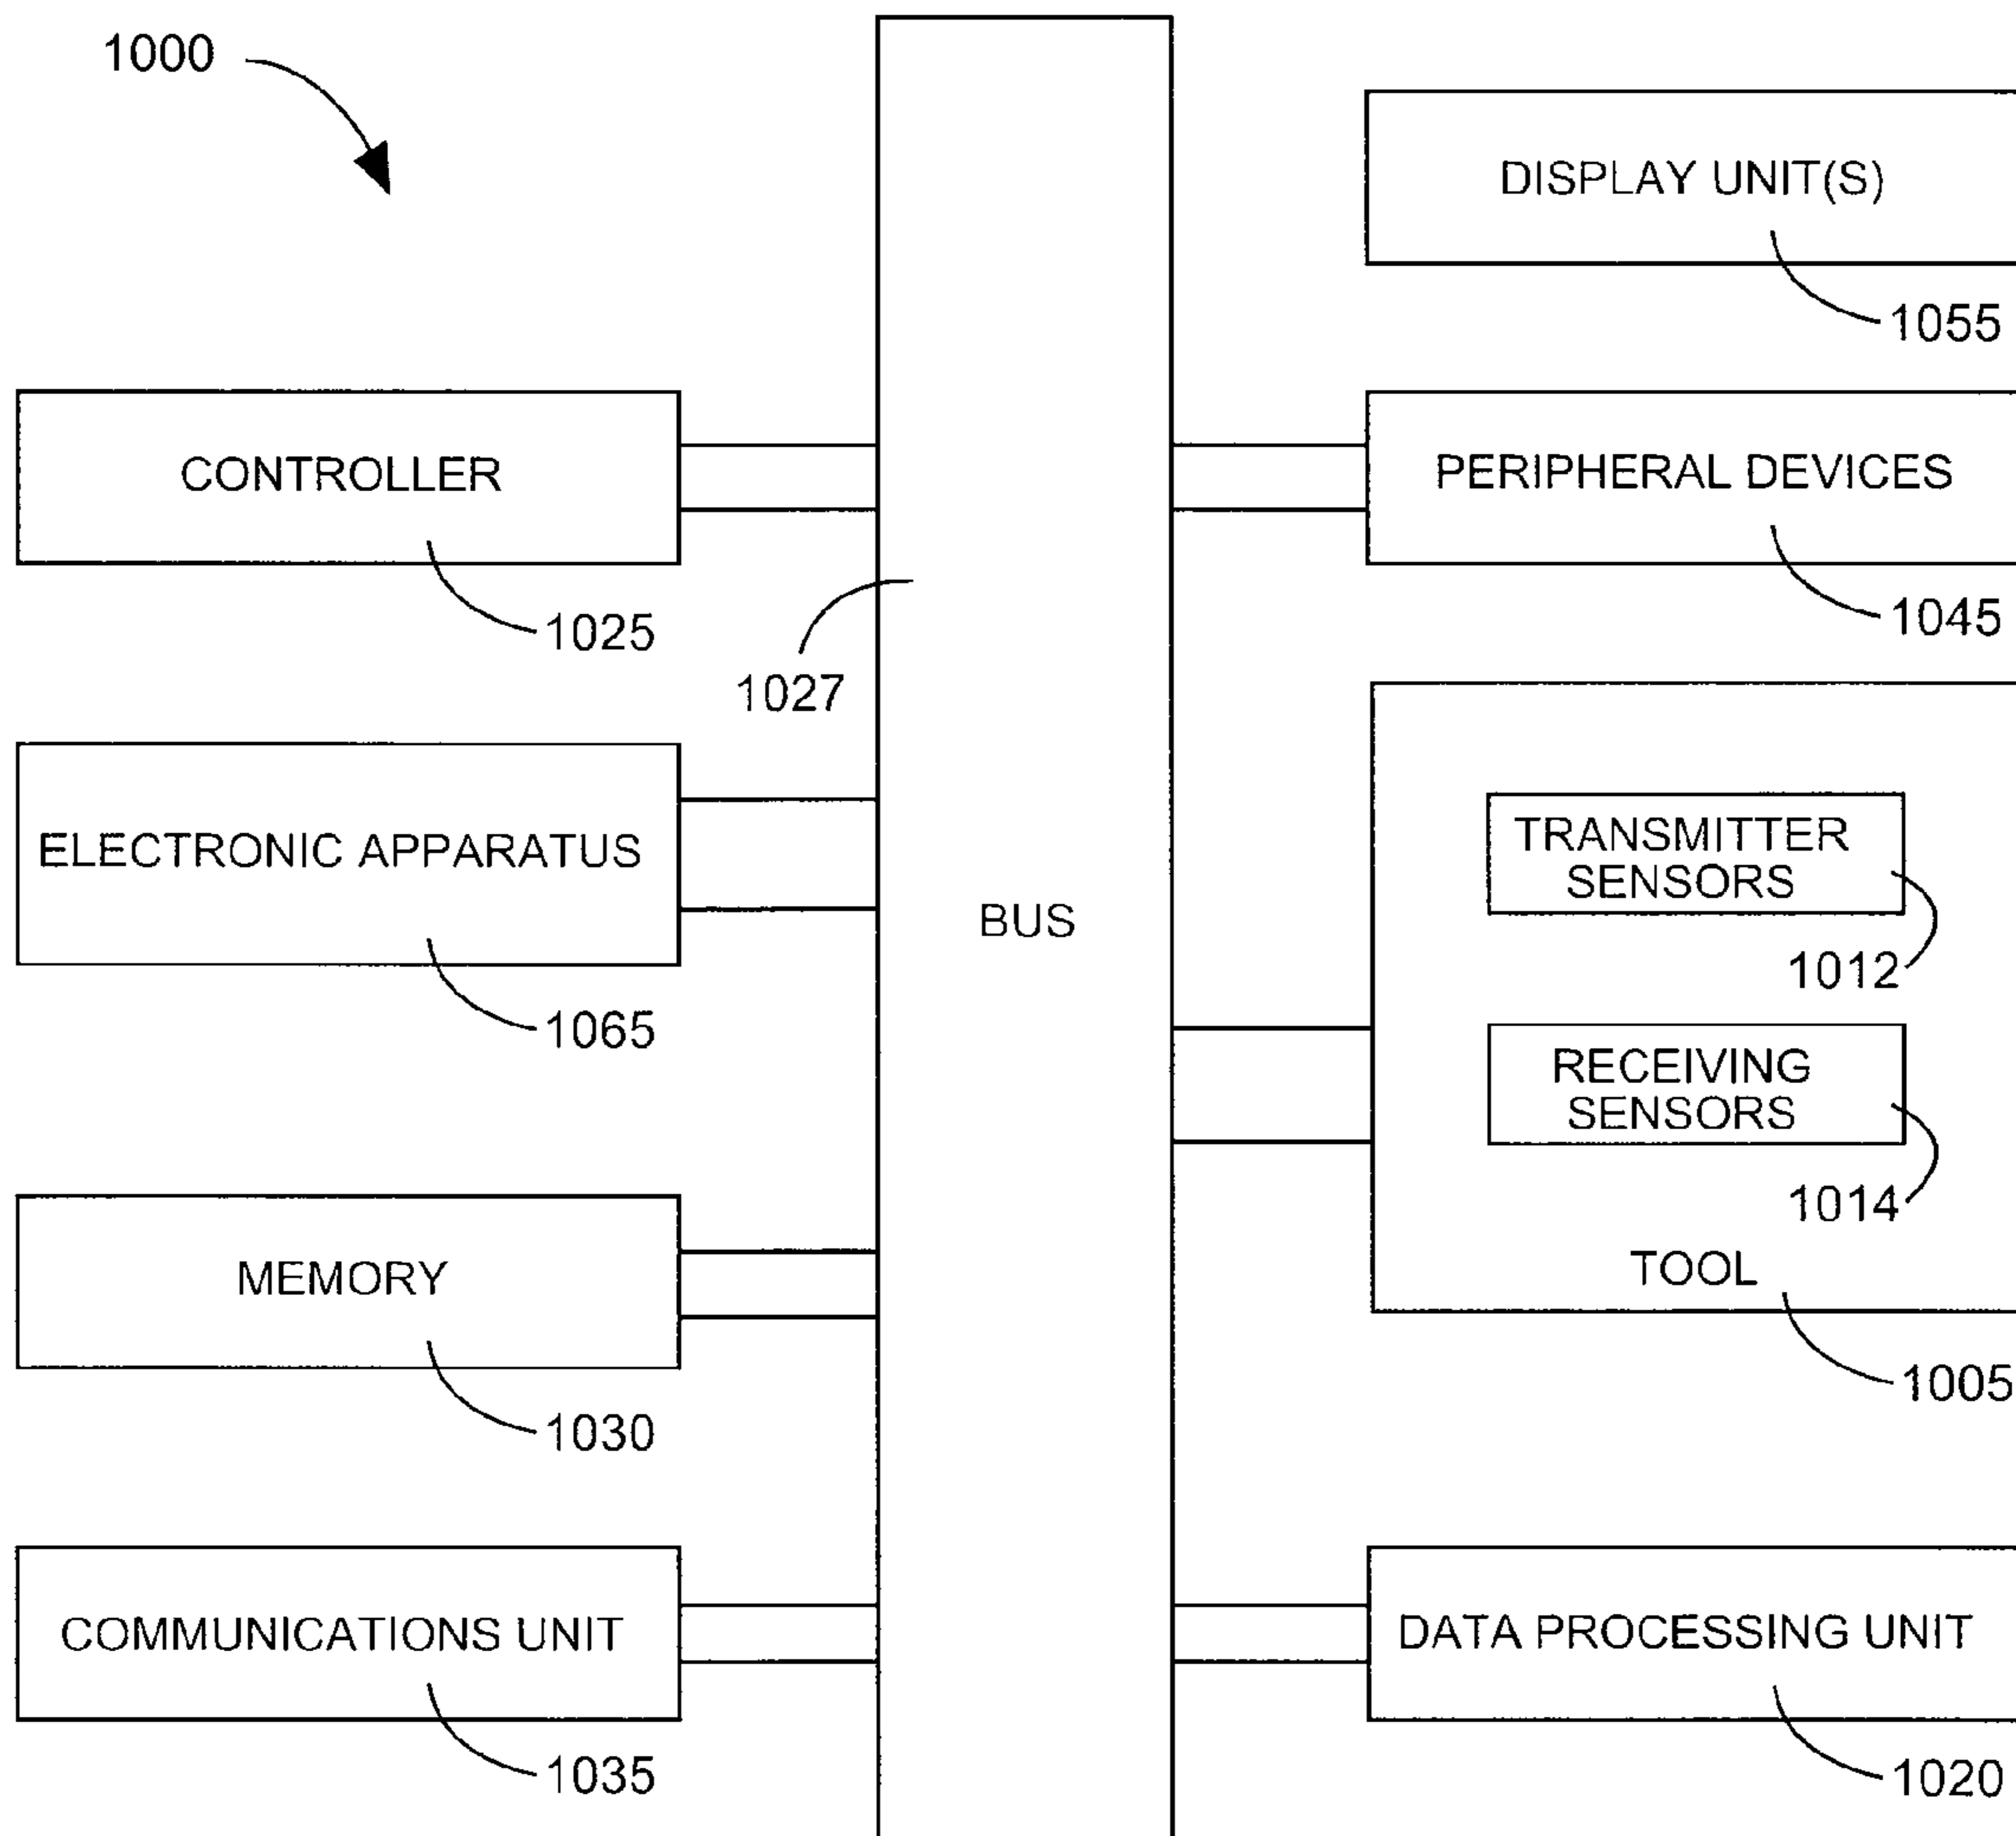 1000
DISPLAY UNIT(S)
1055
CONTROLLER
1025
PERIPHERAL DEVICES
1045
1027
ELECTRONIC APPARATUS
1065
BUS
TRANSMITTER
SENSORS
1012
RECEIVING
SENSORS
1014
TOOL
1005
MEMORY
1030
COMMUNICATIONS UNIT
1035
DATA PROCESSING UNIT
1020